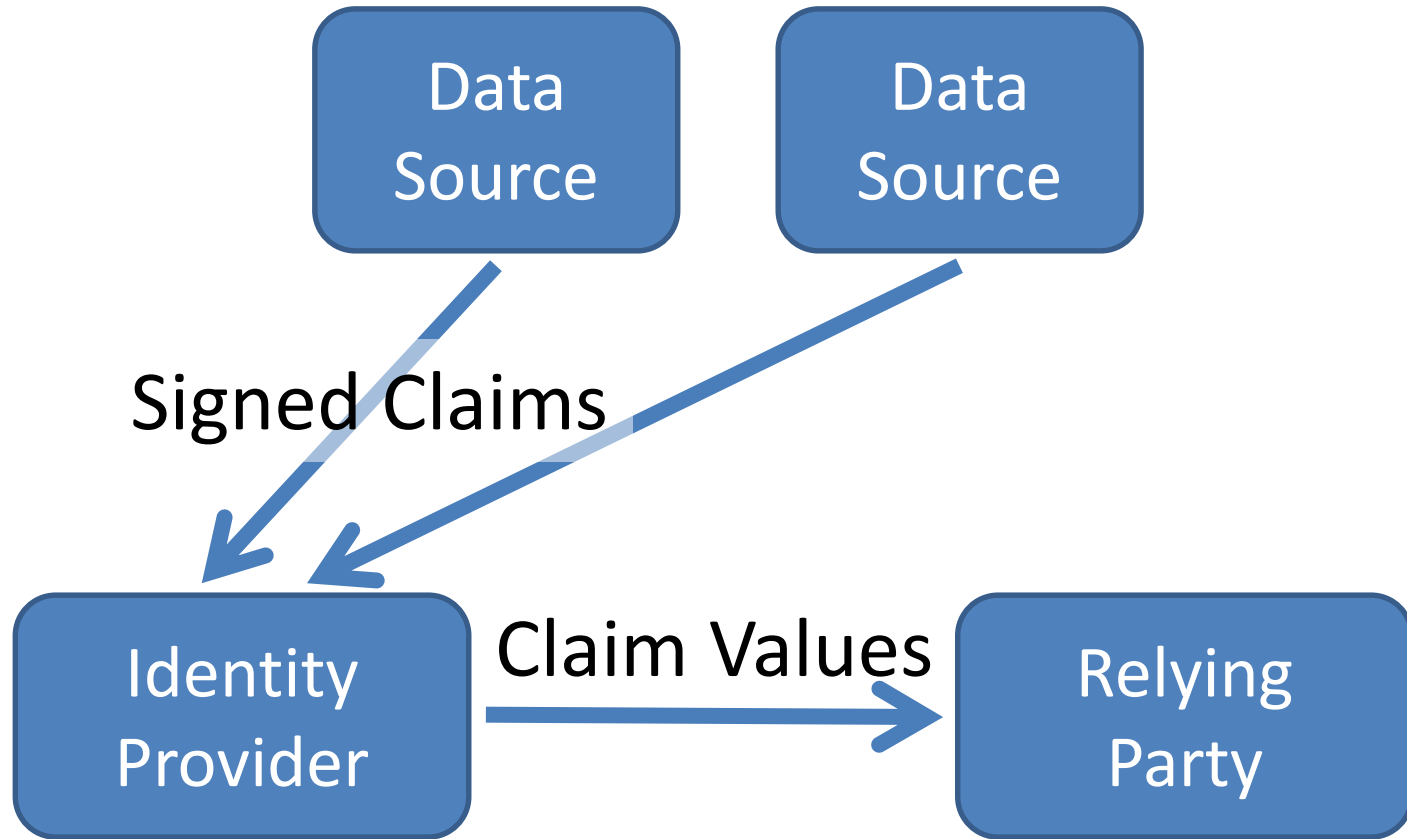 Data
Source
Data
Source
Signed Claims
Identity
Provider
Claim Values
Relying
Party